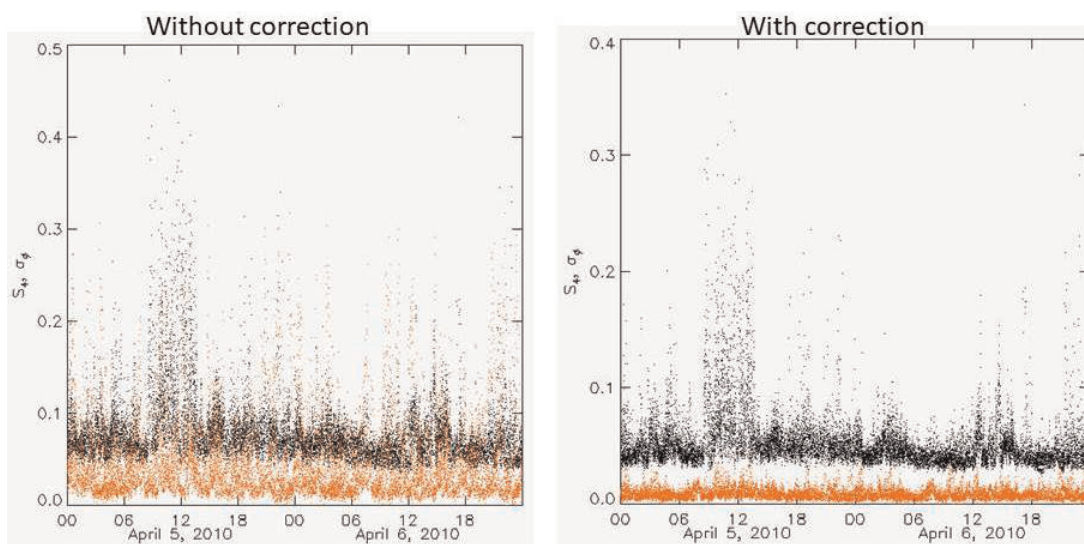 Without correction
0.5
0.4
0.3
0.2
0.1
0.0
S₄, σ_φ
00 06 12 18 00 06 12 18
April 5, 2010 April 6, 2010
With correction
0.4
0.3
0.2
0.1
0.0
S₄, σ_φ
00 06 12 18 00 06 12 18
April 5, 2010 April 6, 2010